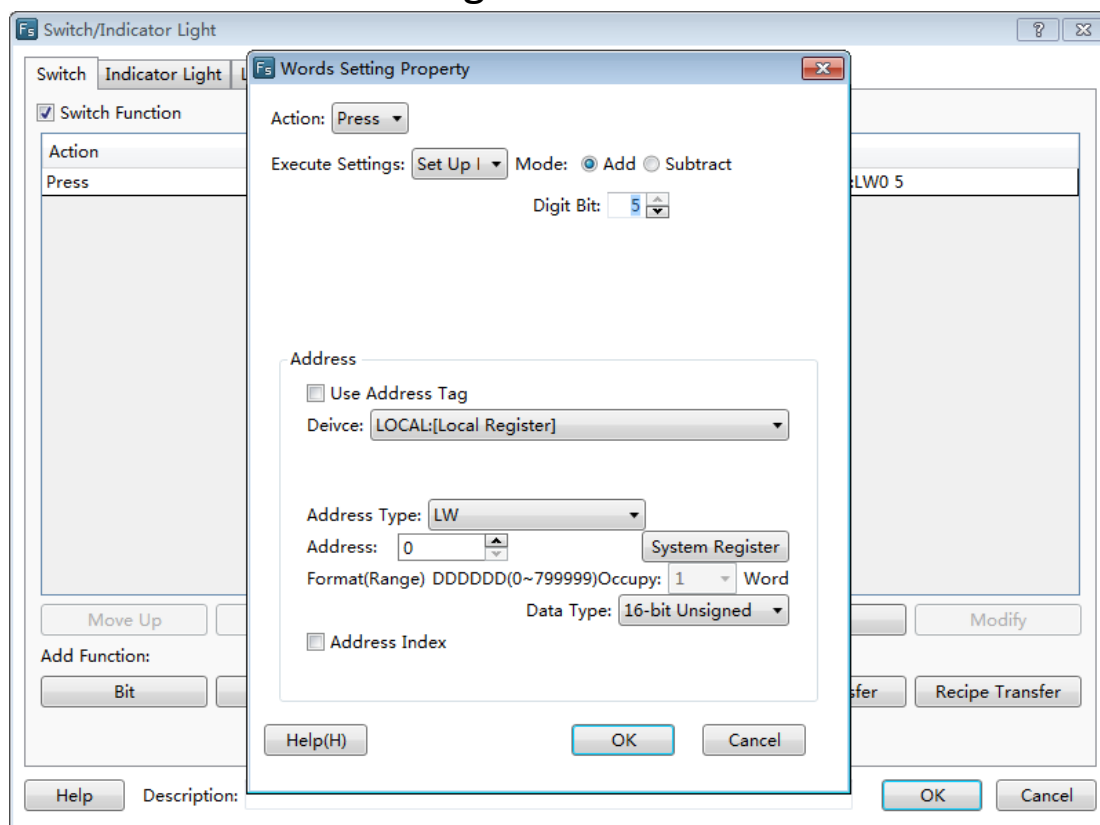 Switch/Indicator Light
Switch Indicator Light
Switch Function
Action
Press
:LW0 5
Move Up
Modify
Add Function:
Bit
sfer
Recipe Transfer
Help
Description:
OK
Cancel
Fs Words Setting Property
Action: Press
Execute Settings: Set Up Mode: Add Subtract
Digit Bit: 5
Address
Use Address Tag
Deivce: LOCAL:[Local Register]
Address Type: LW
Address: 0 System Register
Format(Range) DDDDDD(0~799999)Occupy: 1 Word
Data Type: 16-bit Unsigned
Address Index
Help(H) OK Cancel